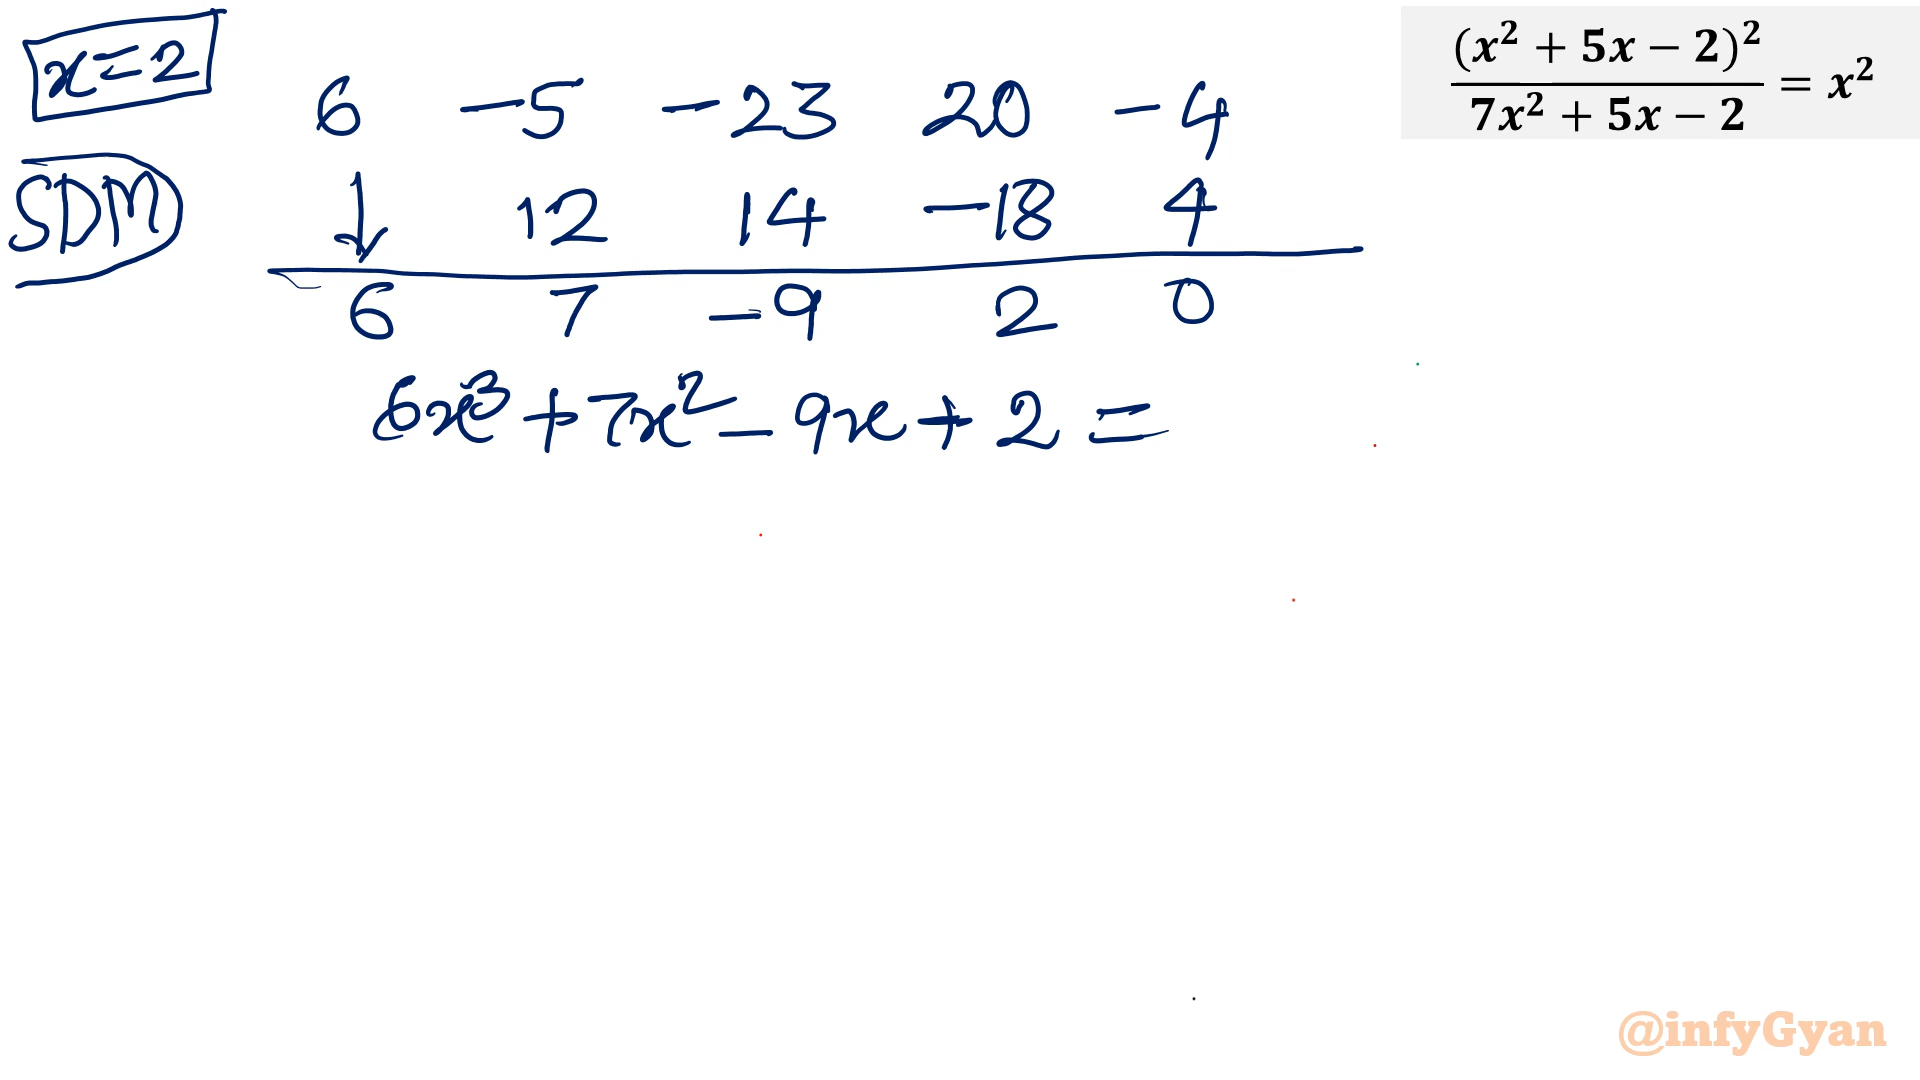 x=2
(x² + 5x − 2)² / 7x² + 5x − 2 = x²
6 −5 −23 20 −4
SDM
↓ 12 14 −18 4
6 7 −9 2 0
6x³ + 7x² − 9x + 2 =
@infyGyan